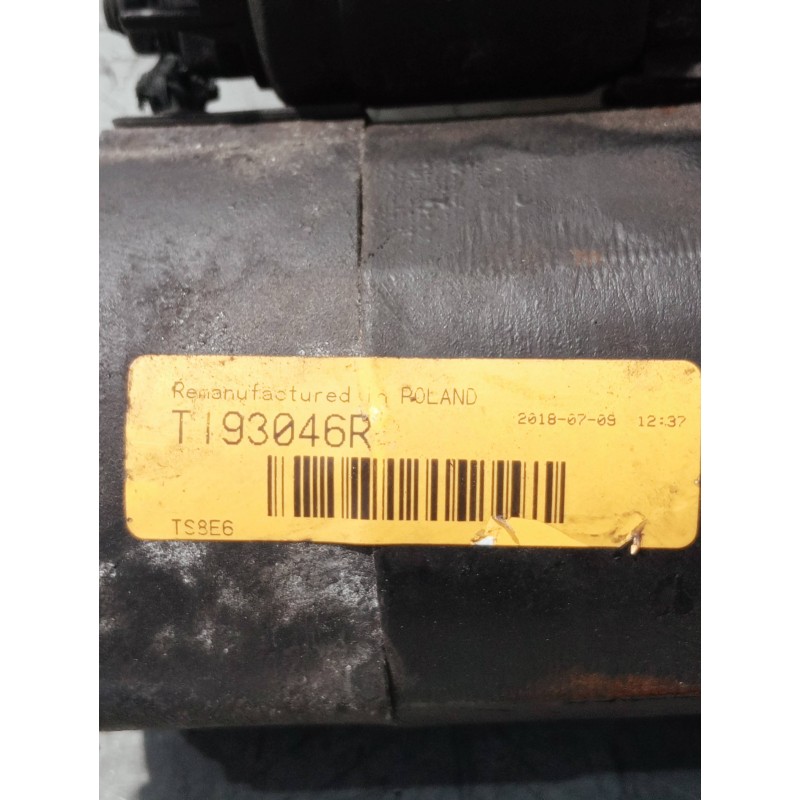 Remanufactured in POLAND
TI93046R
2018-07-09 12:37
TS8E6